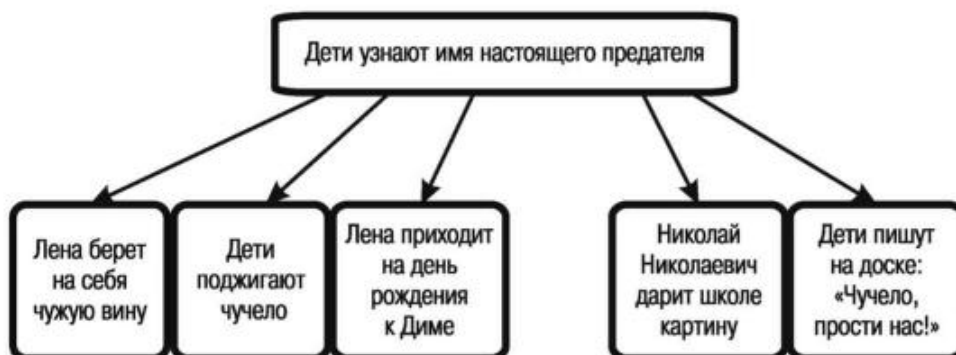 Дети узнают имя настоящего предателя
Лена берет
на себя
чужую вину
Дети
поджигают
чучело
Лена приходит
на день
рождения
к Диме
Николай
Николаевич
дарит школе
картину
Дети пишут
на доске:
«Чучело,
прости нас!»